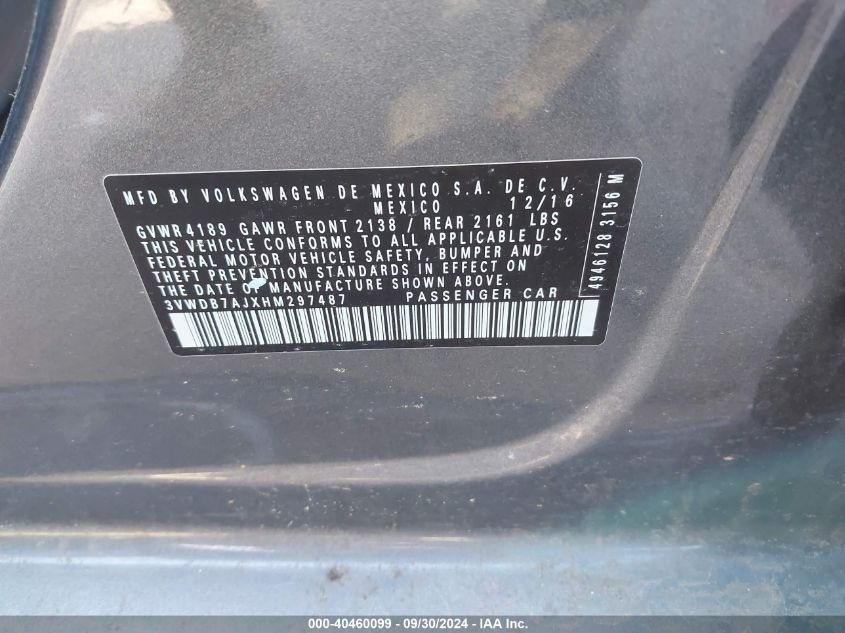 MFD BY VOLKSWAGEN DE MEXICO S.A. DE C.V.
MEXICO 12/16
GVWR4189 GAWR FRONT 2138 / REAR 2161 LBS
THIS VEHICLE CONFORMS TO ALL APPLICABLE U.S.
FEDERAL MOTOR VEHICLE SAFETY, BUMPER AND
THEFT PREVENTION STANDARDS IN EFFECT ON
THE DATE OF MANUFACTURE SHOWN ABOVE.
3VWDB7AJXHM297487 PASSENGER CAR
4946128 3156 M
000-40460099 - 09/30/2024 - IAA Inc.